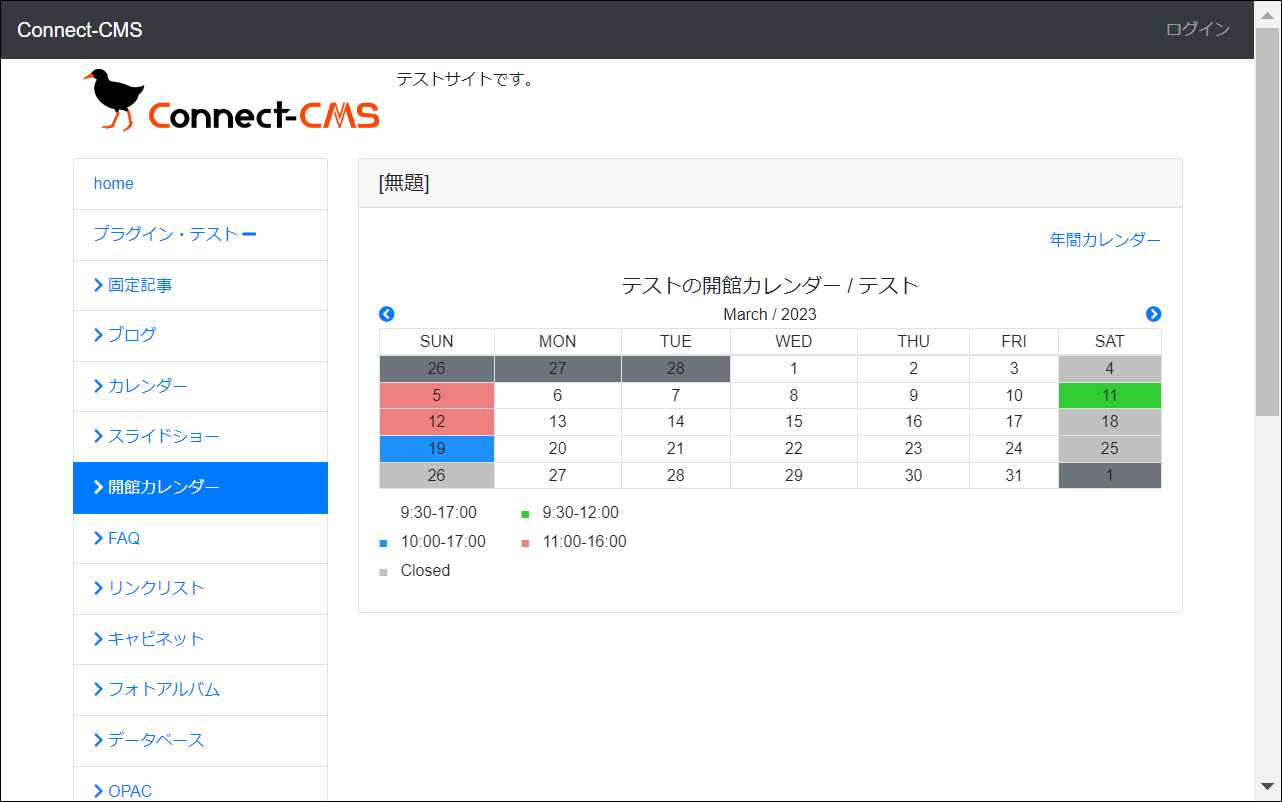 Connect-CMS ログイン
Connect-CMS
テストサイトです。
home
プラグイン・テスト
固定記事
ブログ
カレンダー
スライドショー
開館カレンダー
FAQ
リンクリスト
キャビネット
フォトアルバム
データベース
OPAC
[無題]
年間カレンダー
テストの開館カレンダー / テスト
March / 2023
SUN MON TUE WED THU FRI SAT
26 27 28 1 2 3 4
5 6 7 8 9 10 11
12 13 14 15 16 17 18
19 20 21 22 23 24 25
26 27 28 29 30 31 1
9:30-17:00 9:30-12:00
10:00-17:00 11:00-16:00
Closed